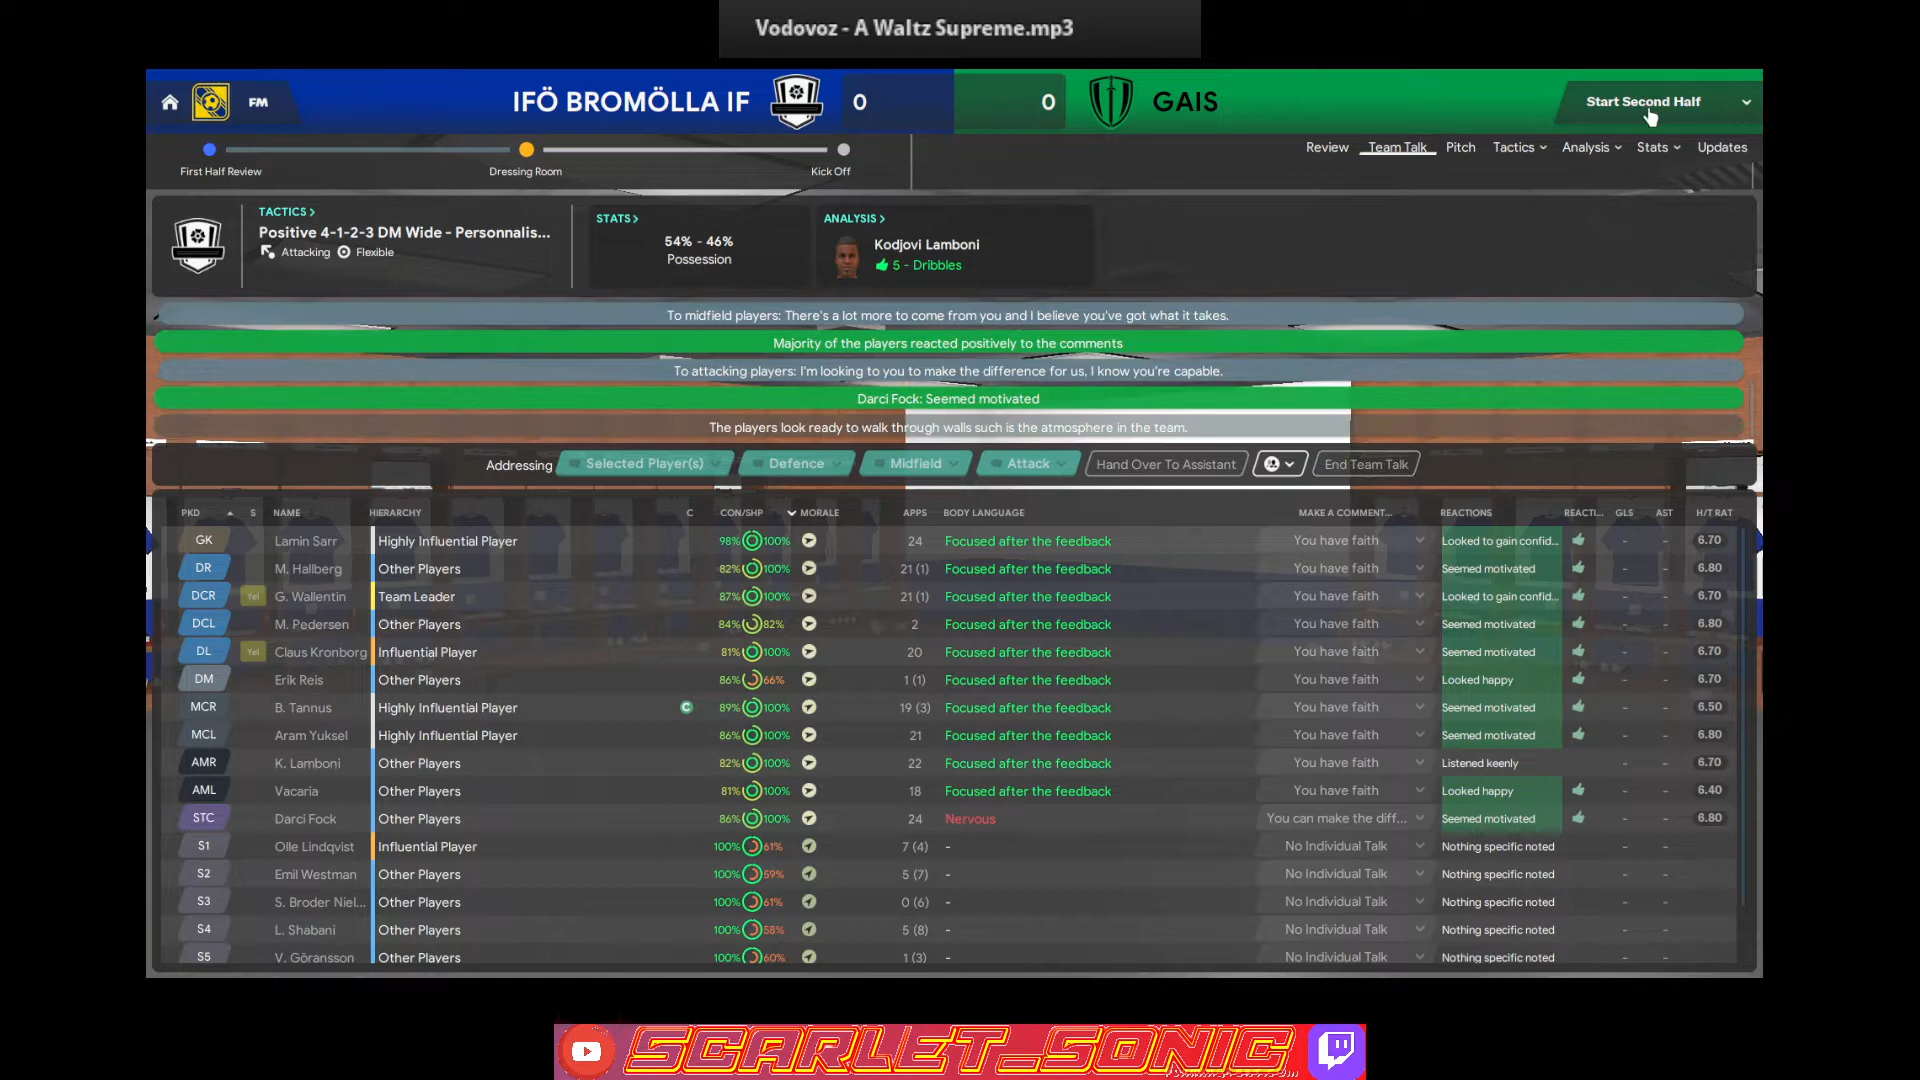 Vodovoz - A Waltz Supreme.mp3
FM
IFÖ BROMÖLLA IF
0
0
GAIS
Start Second Half
First Half Review
Dressing Room
Kick Off
Review
Team Talk
Pitch
Tactics
Analysis
Stats
Updates
TACTICS
Positive 4-1-2-3 DM Wide - Personnalis...
Attacking
Flexible
STATS
54% - 46%
Possession
ANALYSIS
Kodjovi Lamboni
5 - Dribbles
To midfield players: There's a lot more to come from you and I believe you've got what it takes.
Majority of the players reacted positively to the comments
To attacking players: I'm looking to you to make the difference for us, I know you're capable.
Darci Fock: Seemed motivated
The players look ready to walk through walls such is the atmosphere in the team.
Addressing Selected Player(s) Defence Midfield Attack Hand Over To Assistant End Team Talk
PKD S NAME HIERARCHY C CON/SHP MORALE APPS BODY LANGUAGE MAKE A COMMENT... REACTIONS REACTI... GLS AST H/T RAT
GK Lamin Sarr Highly Influential Player 98% 100% 24 Focused after the feedback You have faith Looked to gain confid... - - 6.70
DR M. Hallberg Other Players 82% 100% 21 (1) Focused after the feedback You have faith Seemed motivated - - 6.80
DCR Yel G. Wallentin Team Leader 87% 100% 21 (1) Focused after the feedback You have faith Looked to gain confid... - - 6.70
DCL M. Pedersen Other Players 84% 82% 2 Focused after the feedback You have faith Seemed motivated - - 6.80
DL Yel Claus Kronborg Influential Player 81% 100% 20 Focused after the feedback You have faith Seemed motivated - - 6.70
DM Erik Reis Other Players 86% 66% 1 (1) Focused after the feedback You have faith Looked happy - - 6.70
MCR B. Tannus Highly Influential Player C 89% 100% 19 (3) Focused after the feedback You have faith Seemed motivated - - 6.50
MCL Aram Yuksel Highly Influential Player 86% 100% 21 Focused after the feedback You have faith Seemed motivated - - 6.80
AMR K. Lamboni Other Players 82% 100% 22 Focused after the feedback You have faith Listened keenly - - 6.70
AML Vacaria Other Players 81% 100% 18 Focused after the feedback You have faith Looked happy - - 6.40
STC Darci Fock Other Players 86% 100% 24 Nervous You can make the diff... Seemed motivated - - 6.80
S1 Olle Lindqvist Influential Player 100% 61% 7 (4) - No Individual Talk Nothing specific noted - -
S2 Emil Westman Other Players 100% 59% 5 (7) - No Individual Talk Nothing specific noted - -
S3 S. Broder Niel... Other Players 100% 61% 0 (6) - No Individual Talk Nothing specific noted - -
S4 L. Shabani Other Players 100% 58% 5 (8) - No Individual Talk Nothing specific noted - -
S5 V. Göransson Other Players 100% 60% 1 (3) - No Individual Talk Nothing specific noted - -
SCARLET_SONIC